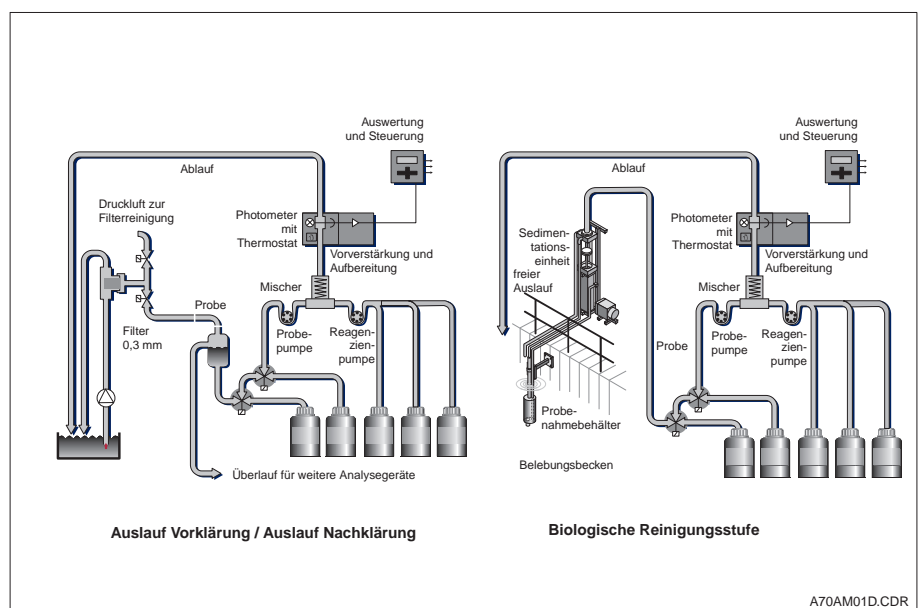 Auswertung
und Steuerung
Ablauf
Druckluft zur
Filterreinigung
Photometer
mit
Thermostat
Vorverstärkung und
Aufbereitung
Mischer
Probe
Filter
0,3 mm
Probe-
pumpe
Reagen-
zien-
pumpe
Überlauf für weitere Analysegeräte
Auslauf Vorklärung / Auslauf Nachklärung
Auswertung
und Steuerung
Ablauf
Photometer
mit
Thermostat
Sedimen-
tations-
einheit
freier
Auslauf
Vorverstärkung und
Aufbereitung
Mischer
Probe
Probe-
pumpe
Reagen-
zien-
pumpe
Probe-
nahmebehälter
Belebungsbecken
Biologische Reinigungsstufe
A70AM01D.CDR